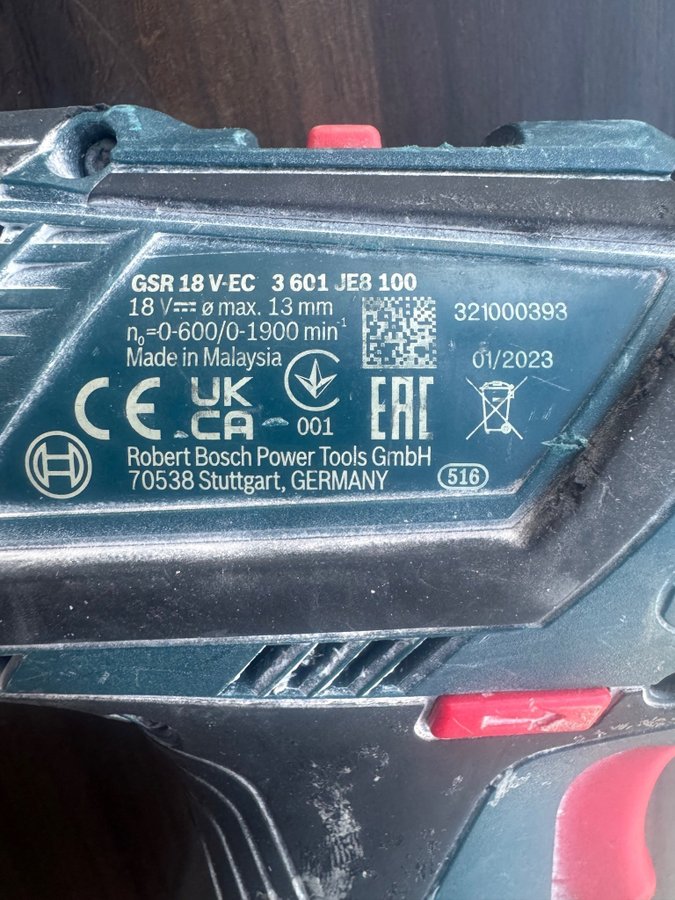 GSR 18 V-EC 3 601 JE8 100
18 V⎓ ø max. 13 mm
n₀=0-600/0-1900 min⁻¹
321000393
Made in Malaysia
01/2023
CE UK CA 001 EAC
Robert Bosch Power Tools GmbH
70538 Stuttgart, GERMANY
516